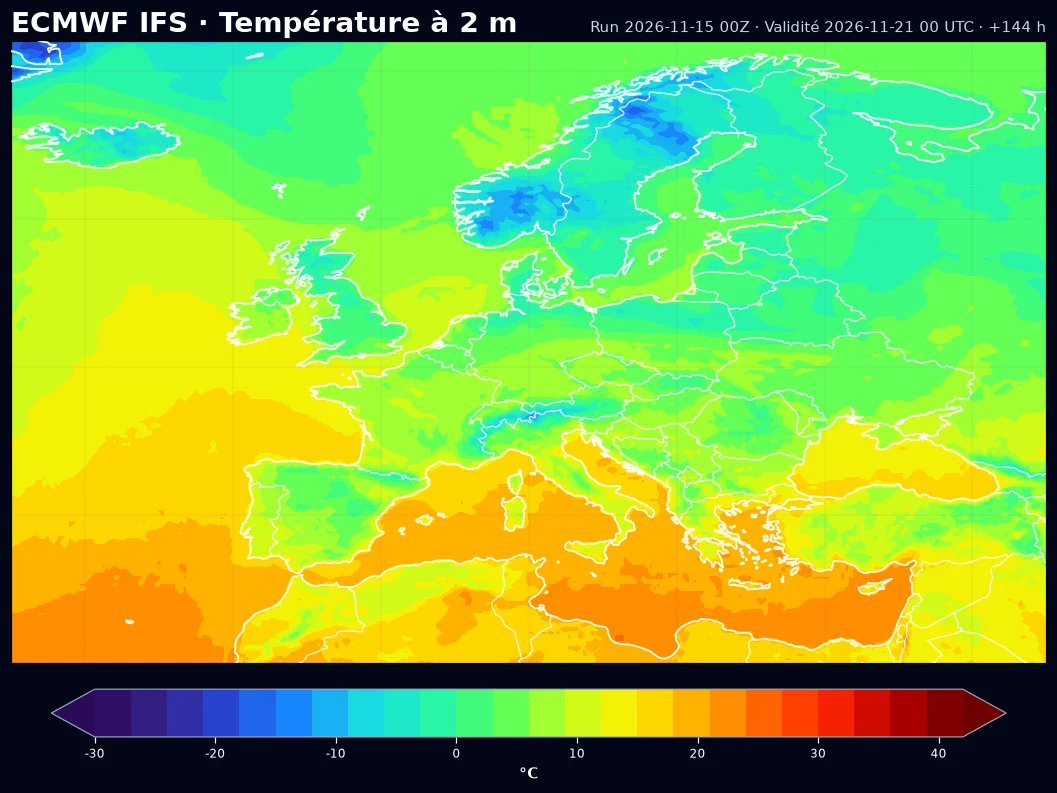 ECMWF IFS · Température à 2 m
Run 2026-11-15 00Z · Validité 2026-11-21 00 UTC · +144 h
-30 -20 -10 0 10 20 30 40
°C